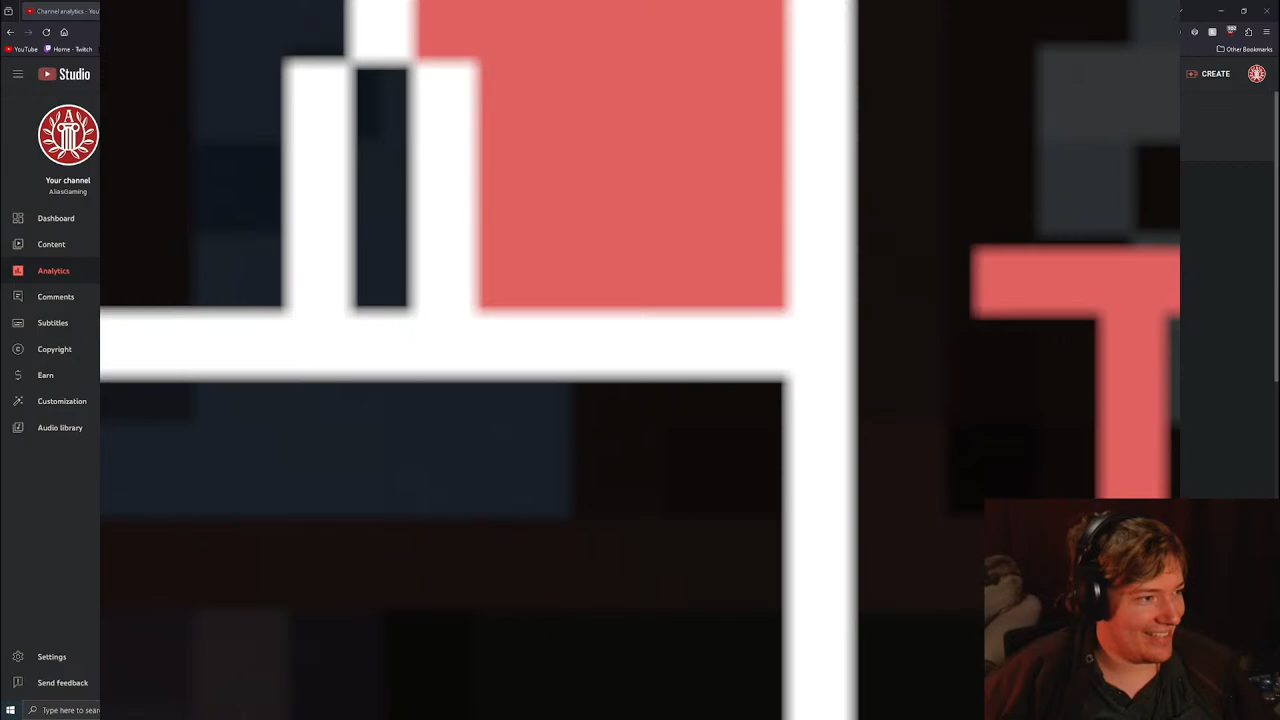 Channel analytics - You
YouTube
Home - Twitch
Other Bookmarks
Studio
CREATE
A
Your channel
AliasGaming
Dashboard
Content
Analytics
Comments
Subtitles
Copyright
Earn
Customization
Audio library
T
Settings
Send feedback
Type here to sear